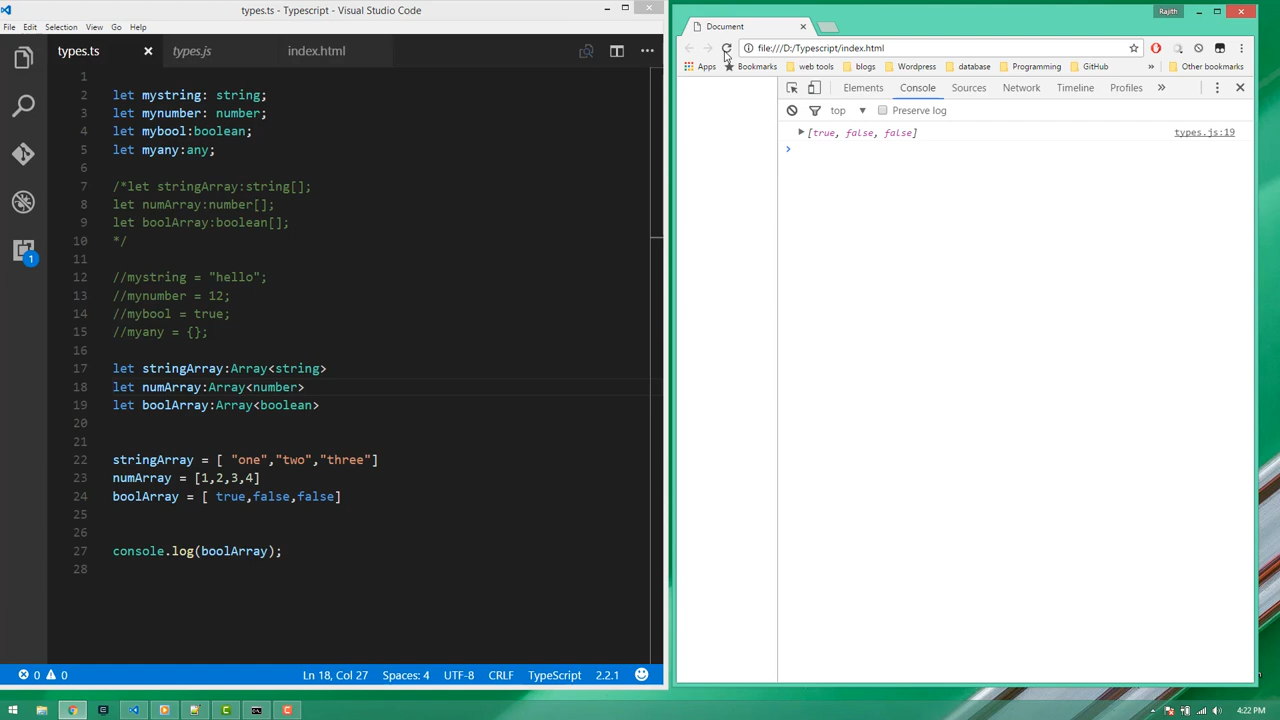 types.ts - Typescript - Visual Studio Code
File Edit Selection View Go Help
types.ts types.js index.html
1
2 let mystring: string;
3 let mynumber: number;
4 let mybool:boolean;
5 let myany:any;
6
7 /*let stringArray:string[];
8 let numArray:number[];
9 let boolArray:boolean[];
10 */
11
12 //mystring = "hello";
13 //mynumber = 12;
14 //mybool = true;
15 //myany = {};
16
17 let stringArray:Array<string>
18 let numArray:Array<number>
19 let boolArray:Array<boolean>
20
21
22 stringArray = [ "one","two","three"]
23 numArray = [1,2,3,4]
24 boolArray = [ true,false,false]
25
26
27 console.log(boolArray);
28
1
0 0 Ln 18, Col 27 Spaces: 4 UTF-8 CRLF TypeScript 2.2.1
Rajith
Document
file:///D:/Typescript/index.html
Apps Bookmarks web tools blogs Wordpress database Programming GitHub » Other bookmarks
Elements Console Sources Network Timeline Profiles »
top Preserve log
[true, false, false] types.js:19
4:22 PM